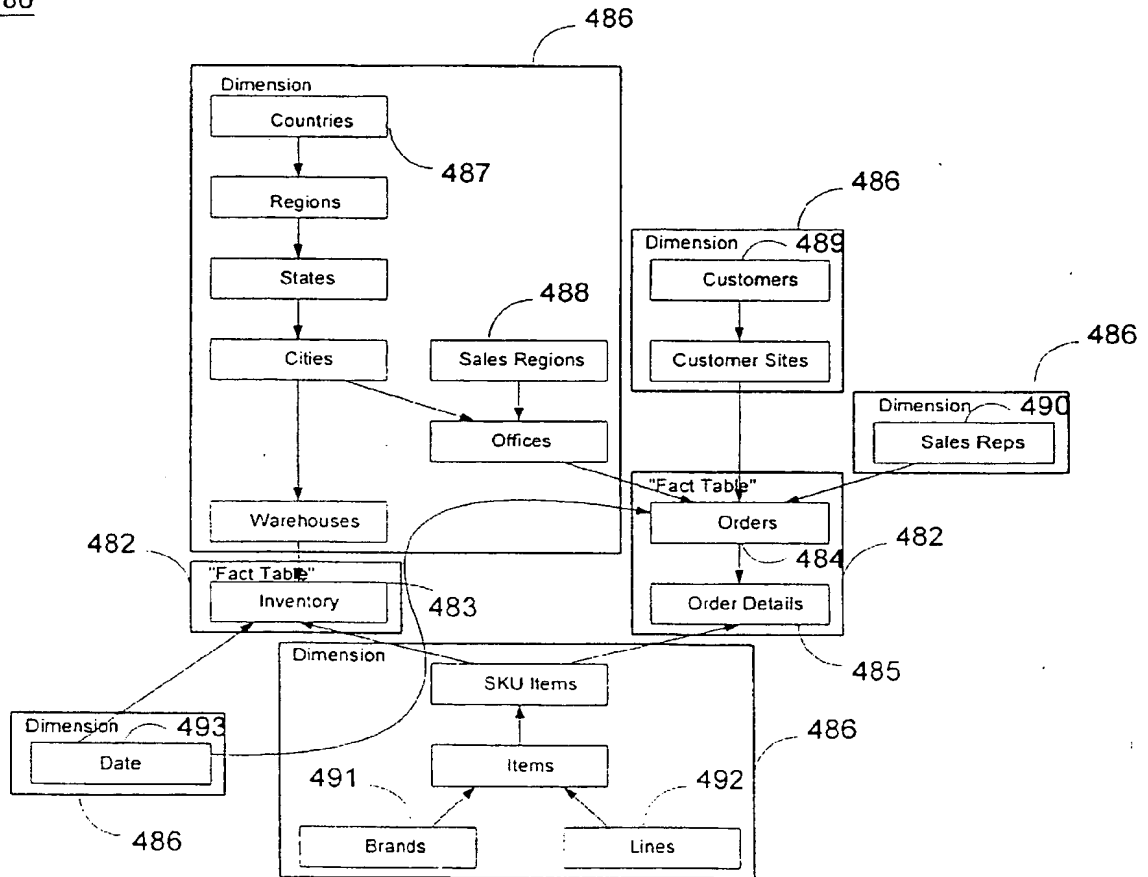 486
Dimension
Countries
487
Regions
486
Dimension
489
States
Customers
488
486
Cities
Sales Regions
Customer Sites
Dimension
490
Offices
Sales Reps
"Fact Table"
Warehouses
Orders
482
484
482
"Fact Table"
Inventory
483
Order Details
Dimension
485
SKU Items
Dimension
493
486
Date
Items
491
492
486
Brands
Lines